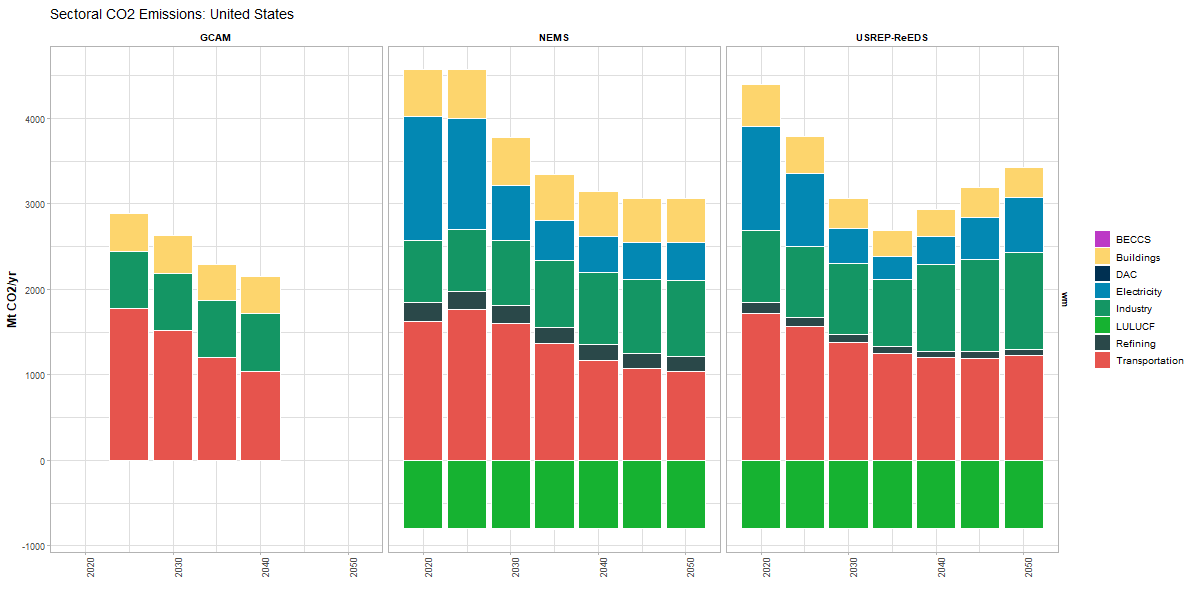 Sectoral CO2 Emissions: United States
GCAM
NEMS
USREP-ReEDS
Mt CO2/yr
4000
3000
2000
1000
0
-1000
2020
2030
2040
2050
2020
2030
2040
2050
2020
2030
2040
2050
wm
BECCS
Buildings
DAC
Electricity
Industry
LULUCF
Refining
Transportation